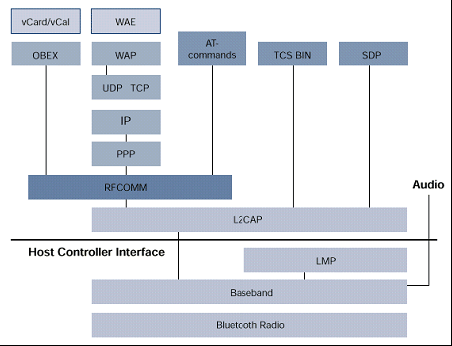 vCard/vCal WAE
OBEX WAP AT-
commands TCS BIN SDP
UDP TCP
IP
PPP
RFCOMM
Audio
L2CAP
Host Controller Interface
LMP
Baseband
Bluetooth Radio